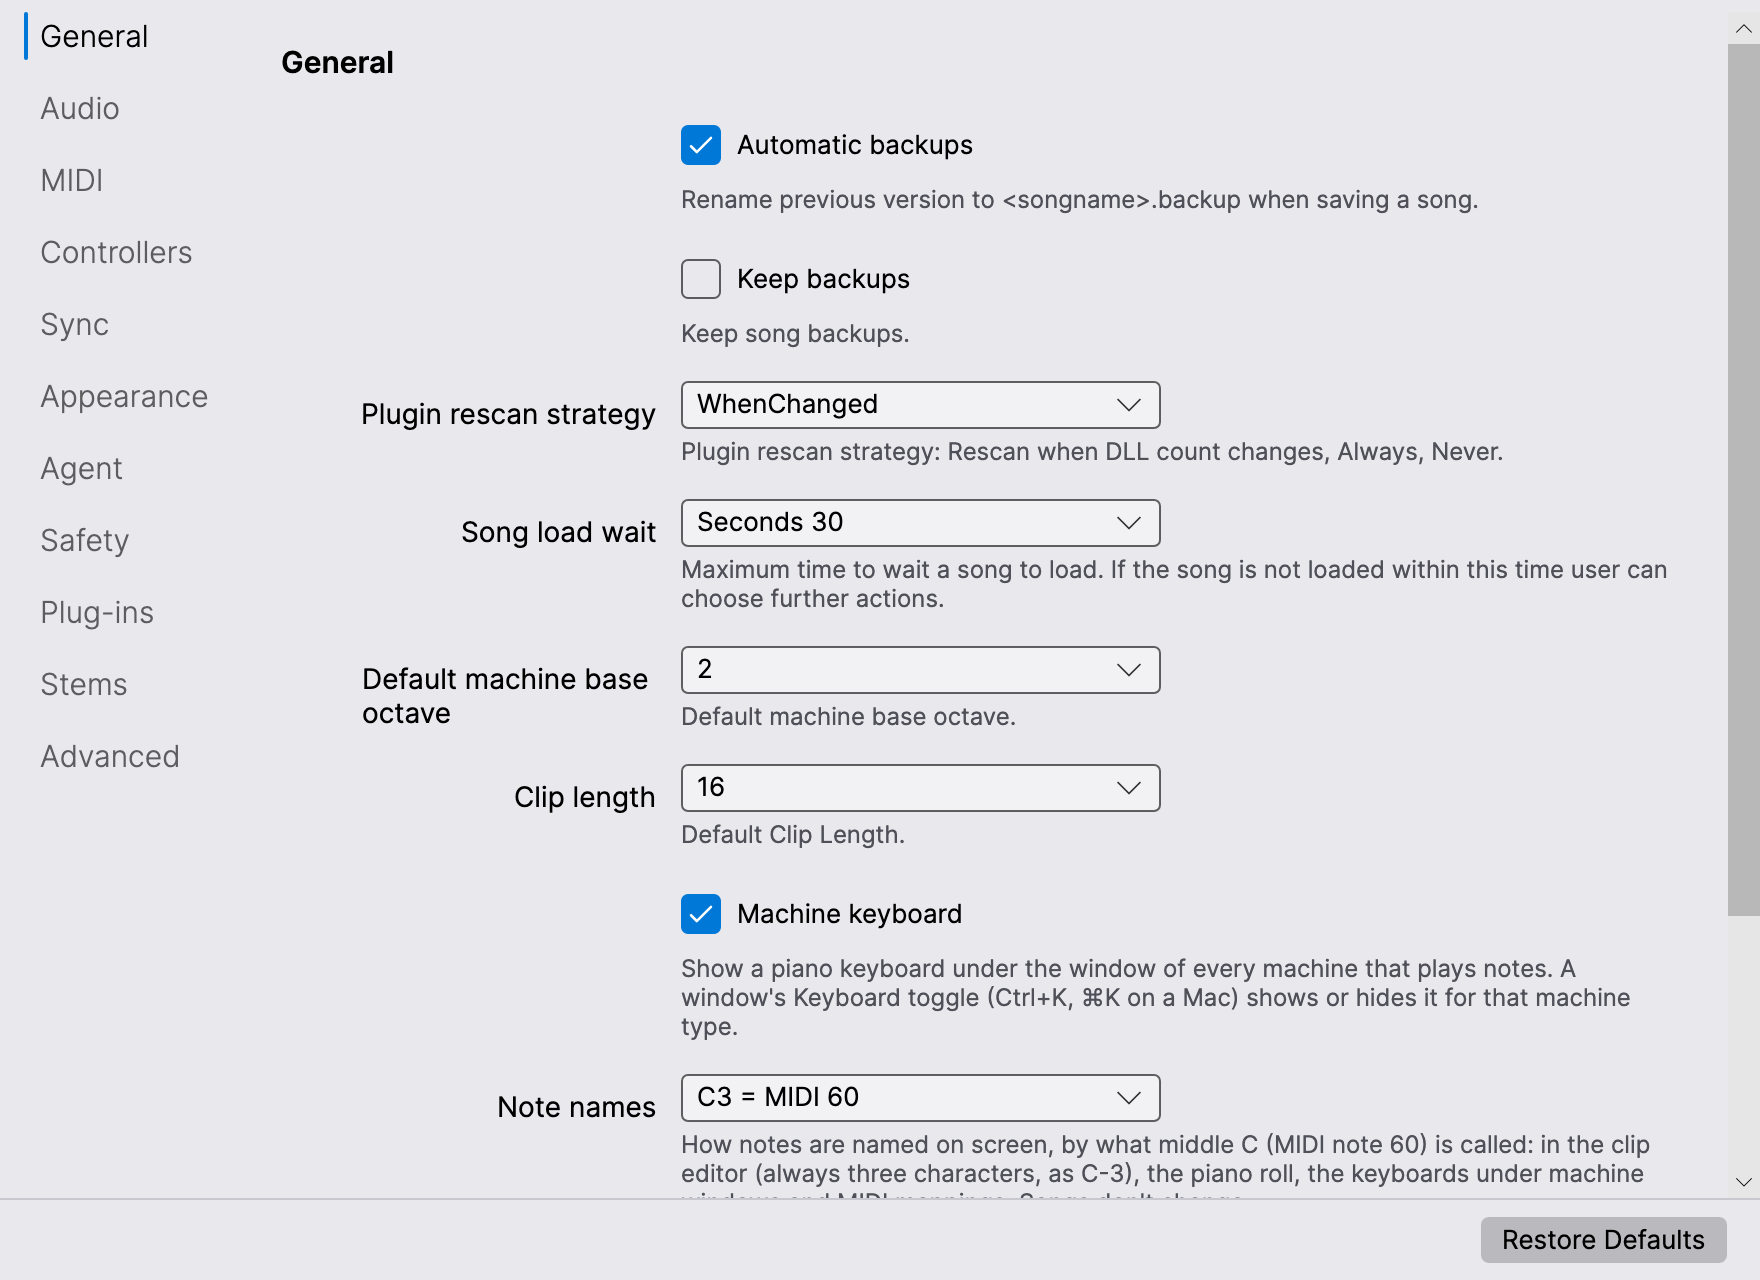 General
Audio
MIDI
Controllers
Sync
Appearance
Agent
Safety
Plug-ins
Stems
Advanced
General
Automatic backups
Rename previous version to <songname>.backup when saving a song.
Keep backups
Keep song backups.
Plugin rescan strategy
WhenChanged
Plugin rescan strategy: Rescan when DLL count changes, Always, Never.
Song load wait
Seconds 30
Maximum time to wait a song to load. If the song is not loaded within this time user can
choose further actions.
Default machine base
octave
2
Default machine base octave.
Clip length
16
Default Clip Length.
Machine keyboard
Show a piano keyboard under the window of every machine that plays notes. A
window's Keyboard toggle (Ctrl+K, ⌘K on a Mac) shows or hides it for that machine
type.
Note names
C3 = MIDI 60
How notes are named on screen, by what middle C (MIDI note 60) is called: in the clip
editor (always three characters, as C-3), the piano roll, the keyboards under machine
Restore Defaults